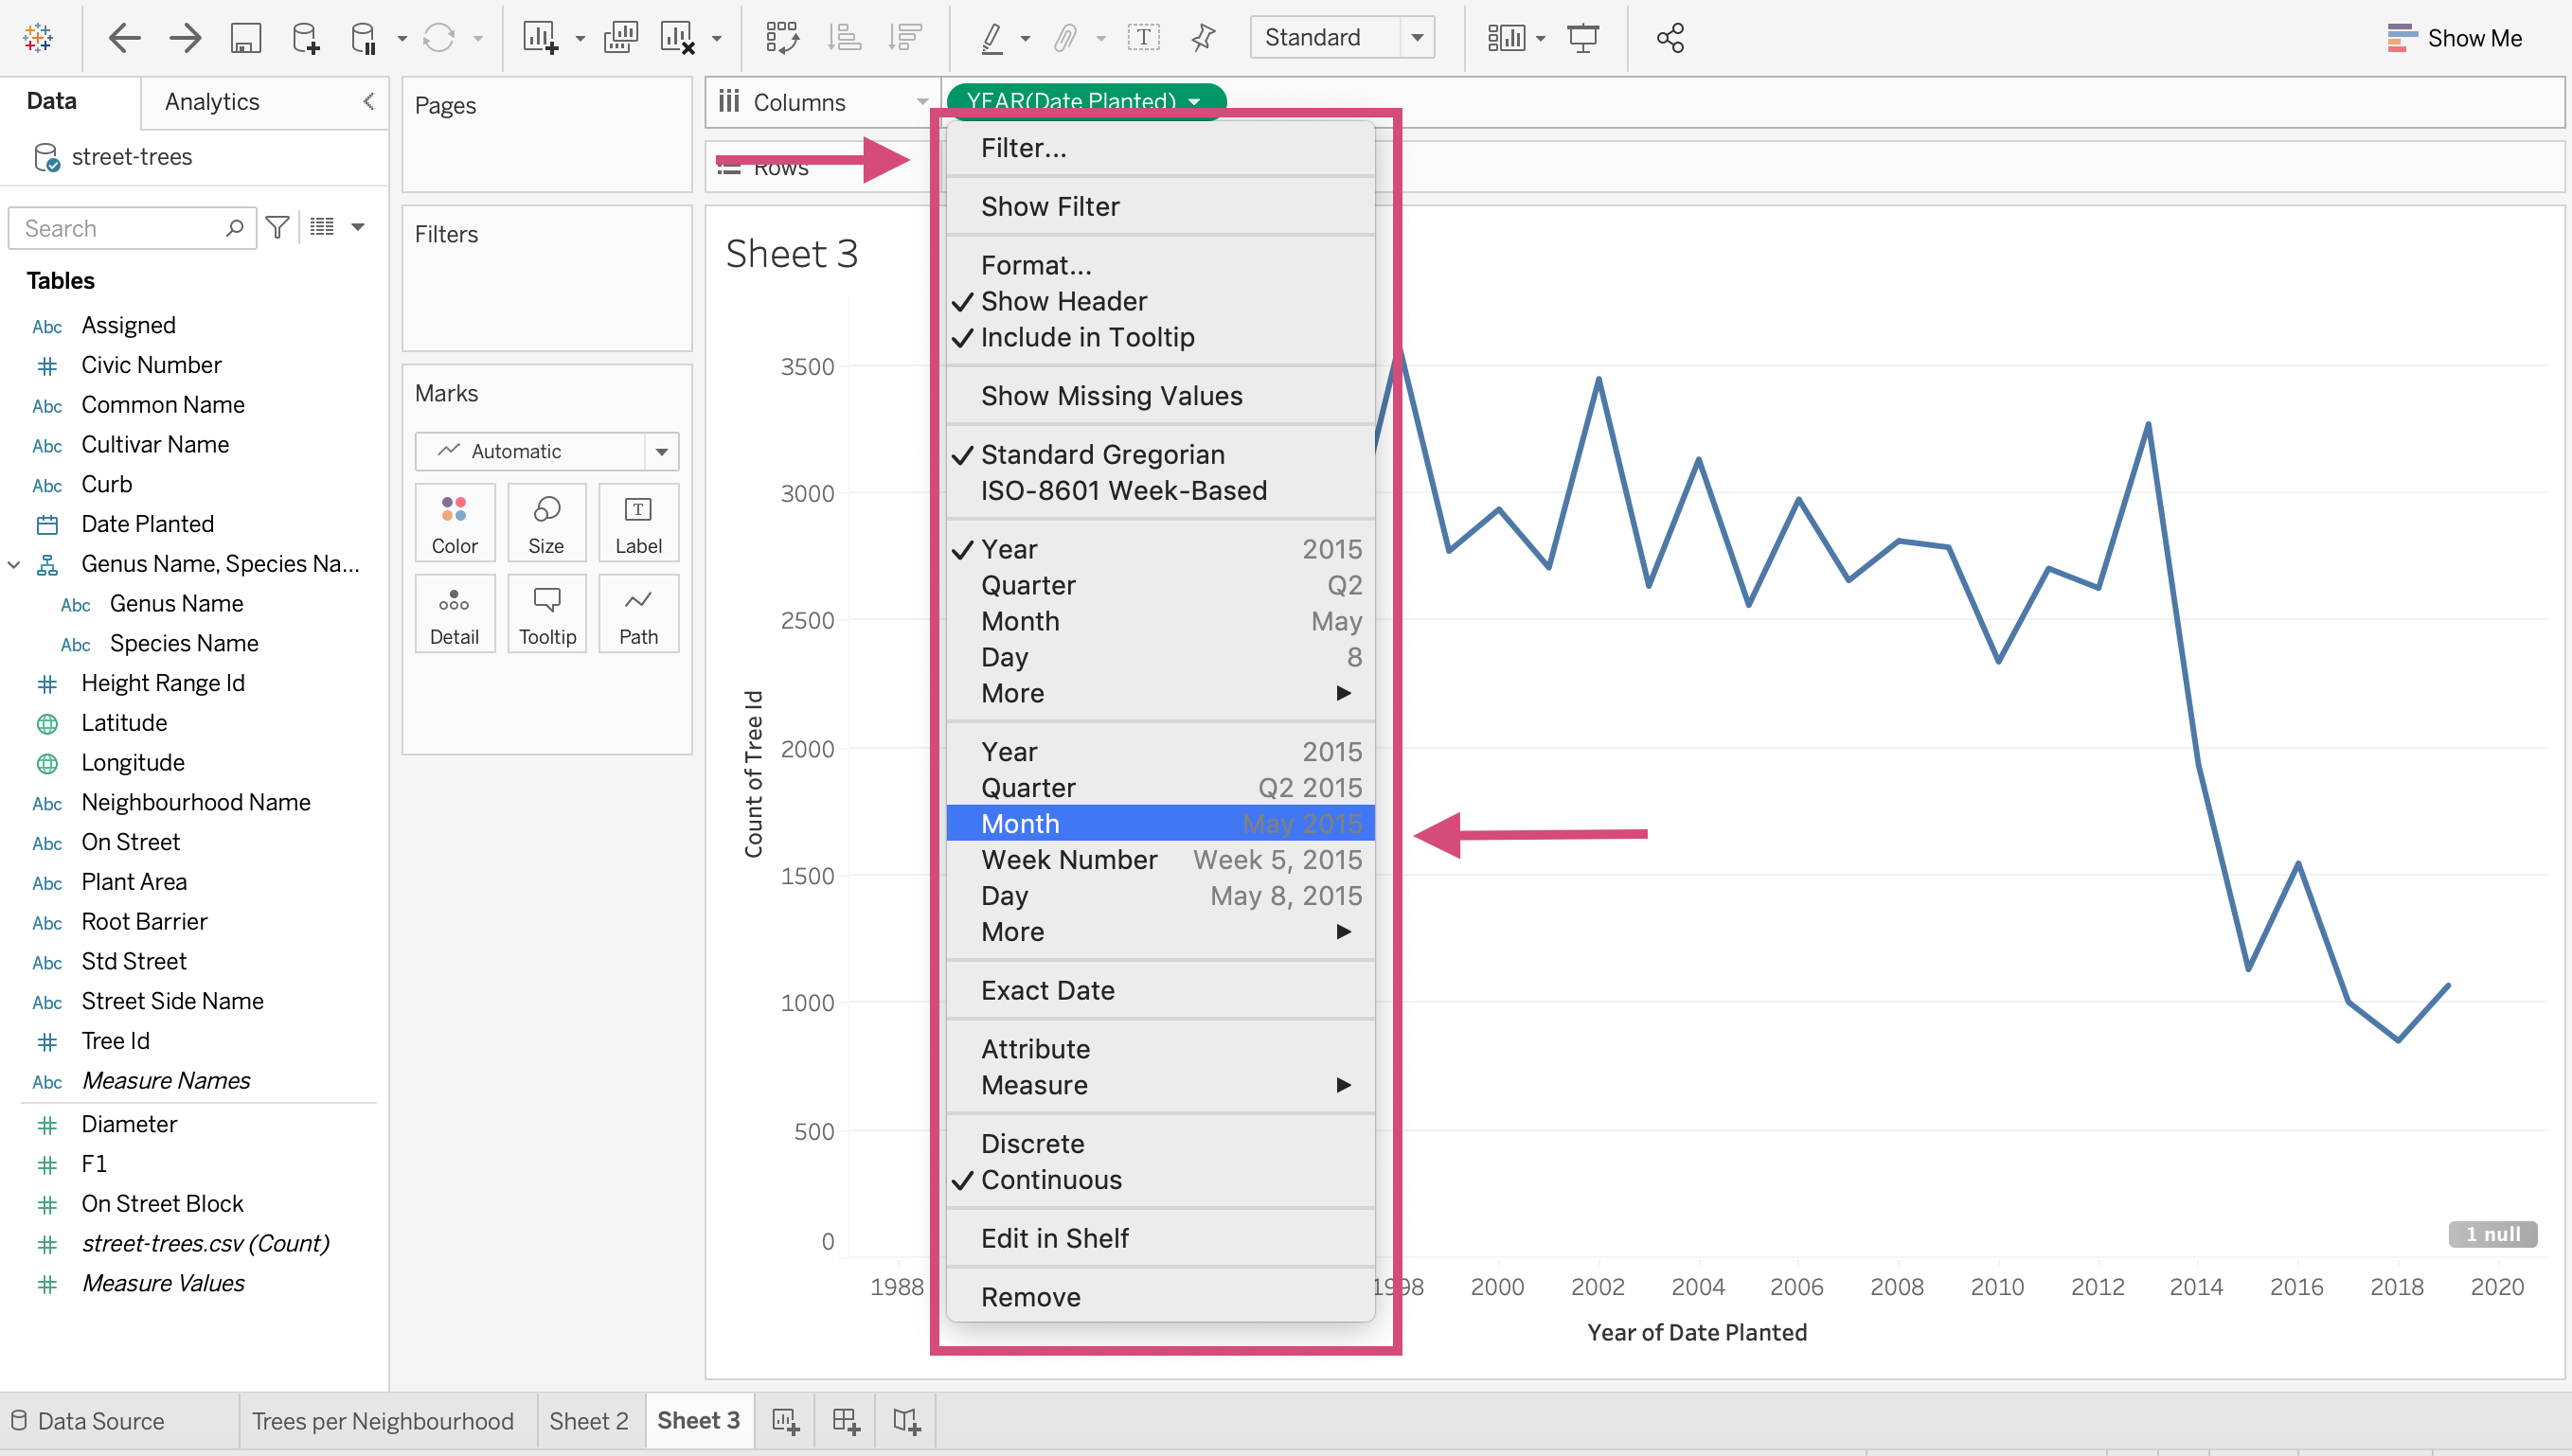 Standard
Show Me
Data
Analytics
street-trees
Search
Tables
Abc Assigned
Civic Number
Abc Common Name
Abc Cultivar Name
Abc Curb
Date Planted
Genus Name, Species Na...
Abc Genus Name
Abc Species Name
Height Range Id
Latitude
Longitude
Abc Neighbourhood Name
Abc On Street
Abc Plant Area
Abc Root Barrier
Abc Std Street
Abc Street Side Name
Tree Id
Abc Measure Names
Diameter
F1
On Street Block
street-trees.csv (Count)
Measure Values
Pages
Filters
Marks
Automatic
Color Size T Label
Detail Tooltip Path
Columns
YEAR(Date Planted)
Rows
Sheet 3
Filter...
Show Filter
Format...
Show Header
Include in Tooltip
Show Missing Values
Standard Gregorian
ISO-8601 Week-Based
Year 2015
Quarter Q2
Month May
Day 8
More
Year 2015
Quarter Q2 2015
Month May 2015
Week Number Week 5, 2015
Day May 8, 2015
More
Exact Date
Attribute
Measure
Discrete
Continuous
Edit in Shelf
Remove
Count of Tree Id
3500
3000
2500
2000
1500
1000
500
0
1 null
1988 1998 2000 2002 2004 2006 2008 2010 2012 2014 2016 2018 2020
Year of Date Planted
Data Source
Trees per Neighbourhood
Sheet 2
Sheet 3